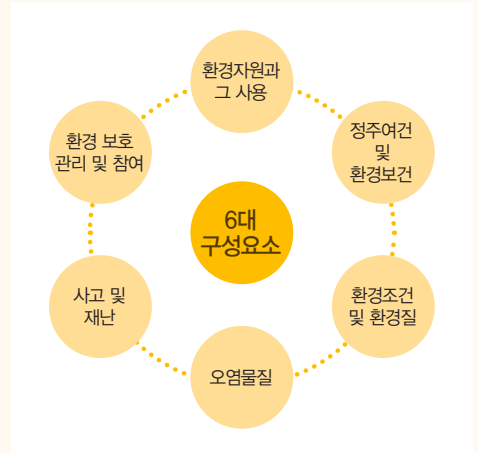 환경자원과
그 사용
정주여건
및
환경보건
환경 보호
관리 및 참여
6대
구성요소
사고 및
재난
환경조건
및 환경질
오염물질